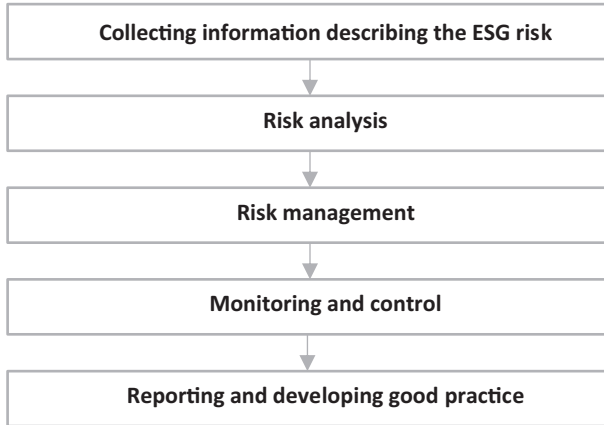 Collecting information describing the ESG risk
Risk analysis
Risk management
Monitoring and control
Reporting and developing good practice